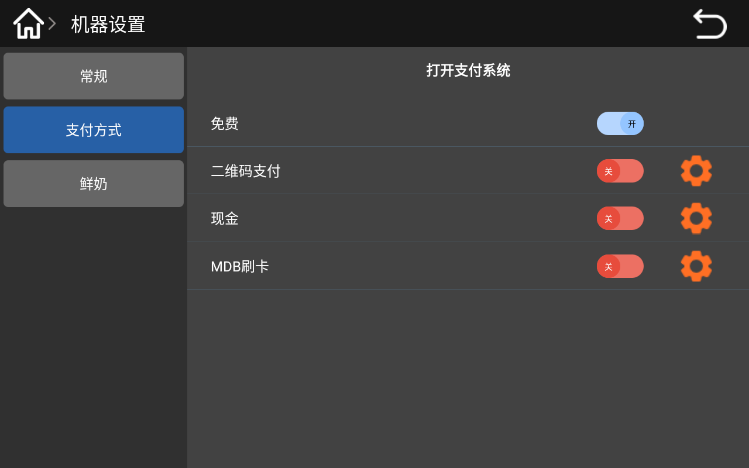 机器设置
常规
支付方式
鲜奶
打开支付系统
免费 开
二维码支付 关
现金 关
MDB刷卡 关